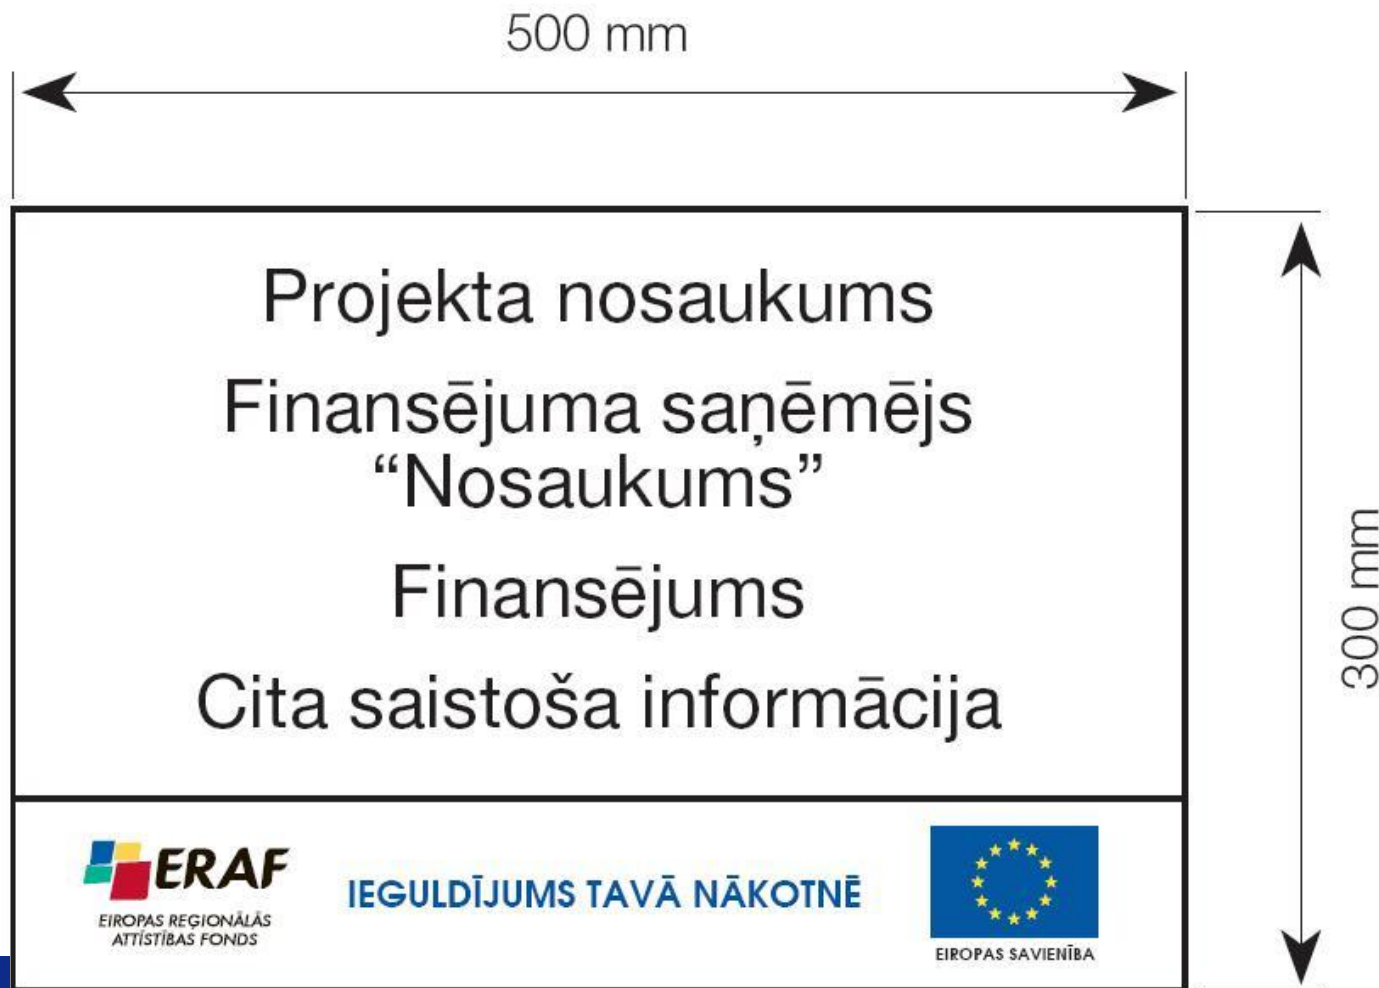 500 mm
Projekta nosaukums
Finansējuma saņēmējs
“Nosaukums”
Finansējums
Cita saistoša informācija
300 mm
ERAF
EIROPAS REĢIONĀLĀS
ATTĪSTĪBAS FONDS
IEGULDĪJUMS TAVĀ NĀKOTNĒ
EIROPAS SAVIENĪBA